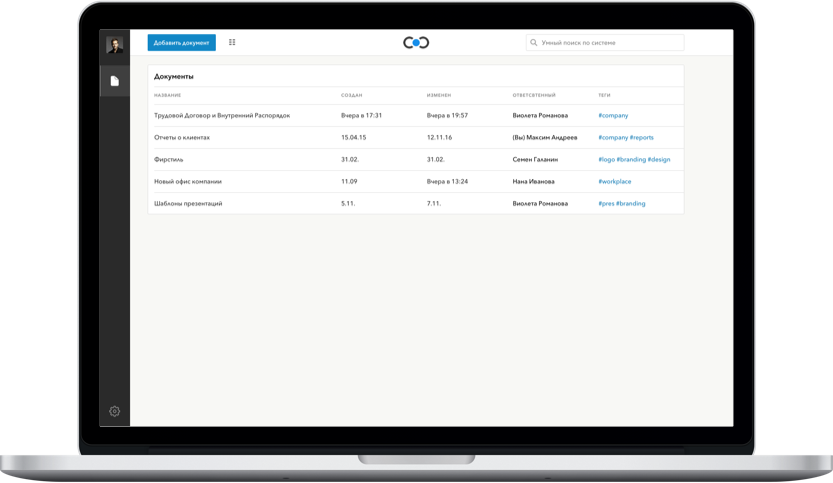 Добавить документ
Умный поиск по системе
Документы
НАЗВАНИЕ СОЗДАН ИЗМЕНЕН ОТВЕТСВТЕННЫЙ ТЕГИ
Трудовой Договор и Внутренний Распорядок Вчера в 17:31 Вчера в 19:57 Виолета Романова #company
Отчеты о клиентах 15.04.15 12.11.16 (Вы) Максим Андреев #company #reports
Фирстиль 31.02. 31.02. Семен Галанин #logo #branding #design
Новый офис компании 11.09 Вчера в 13:24 Нана Иванова #workplace
Шаблоны презентаций 5.11. 7.11. Виолета Романова #pres #branding